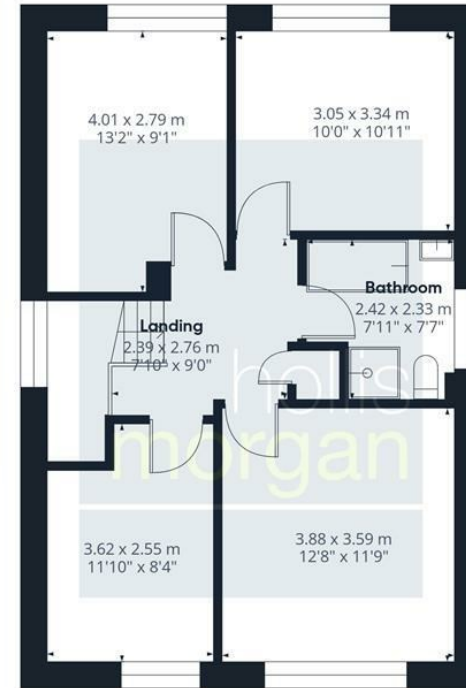 4.01 x 2.79 m
13'2" x 9'1"
3.05 x 3.34 m
10'0" x 10'11"
Bathroom
2.42 x 2.33 m
7'11" x 7'7"
Landing
2.39 x 2.76 m
7'10" x 9'0"
hollis
morgan
3.62 x 2.55 m
11'10" x 8'4"
3.88 x 3.59 m
12'8" x 11'9"